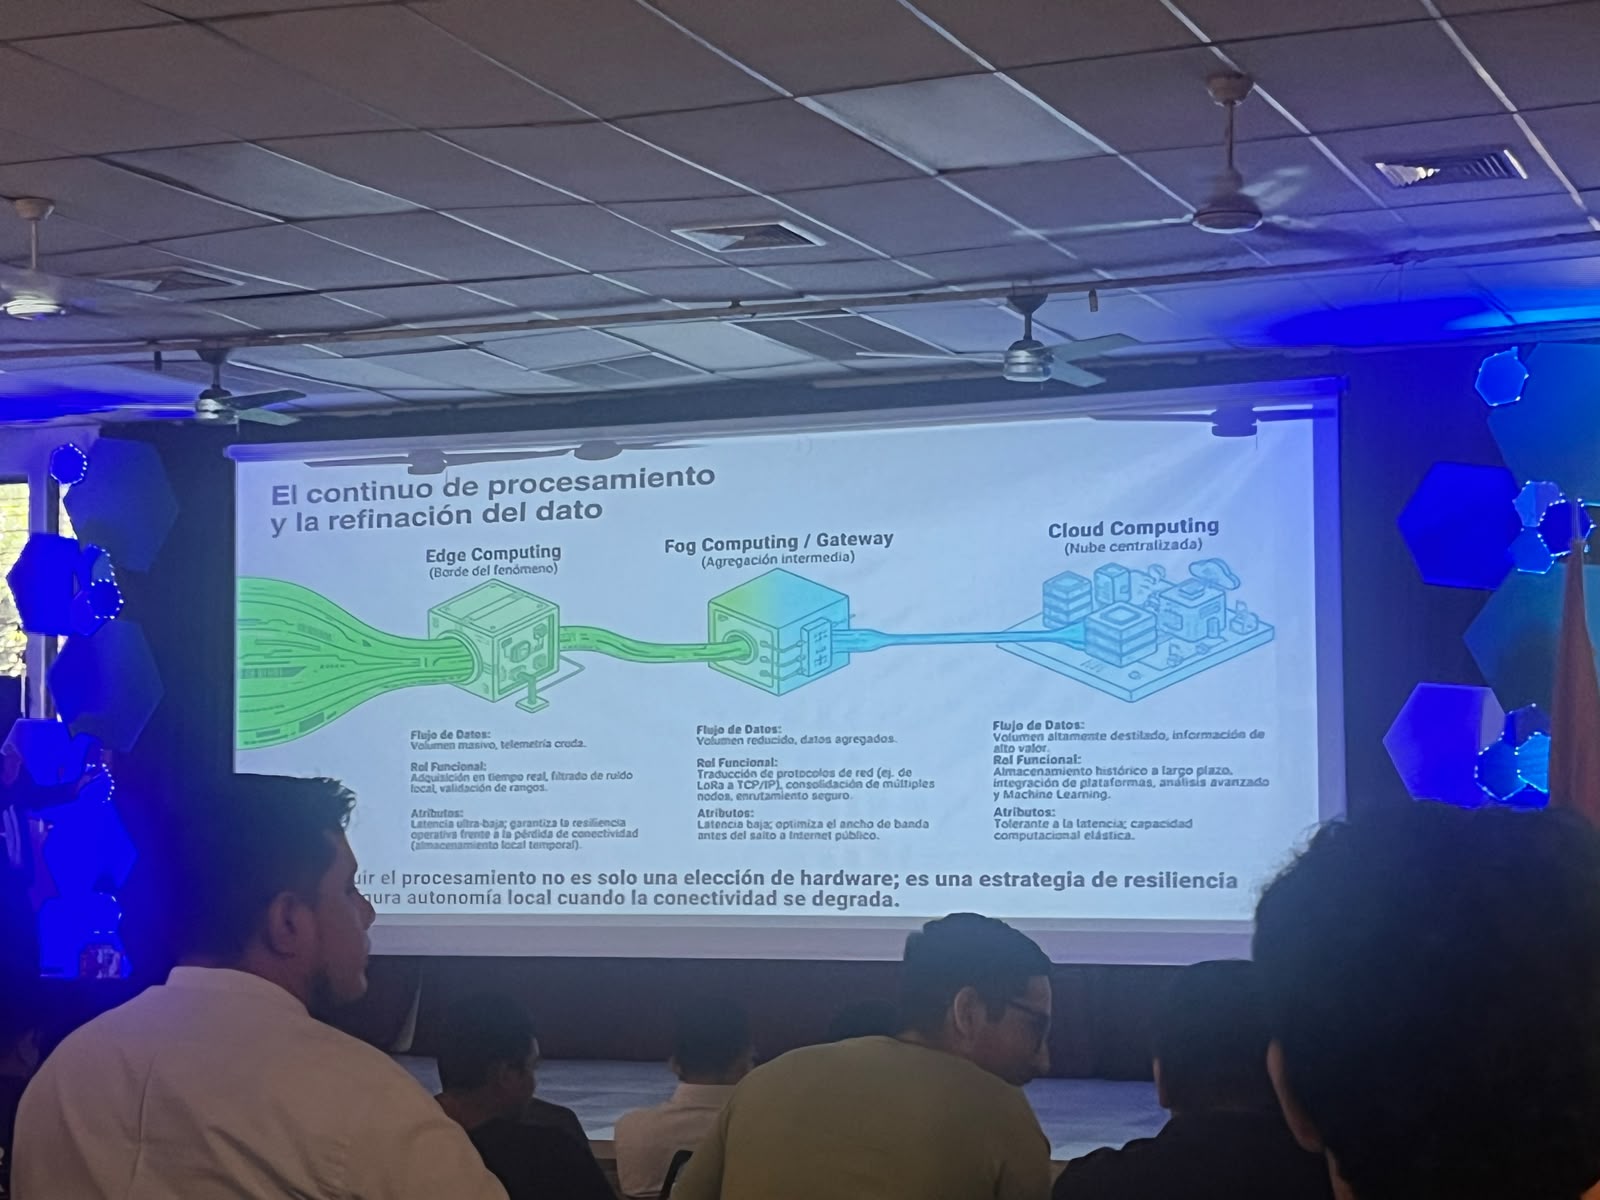 El continuo de procesamiento
y la refinación del dato
Edge Computing
(Borde del fenómeno)
Flujo de Datos:
Volumen masivo, telemetría cruda.
Rol Funcional:
Adquisición en tiempo real, filtrado de ruido
local, validación de rangos.
Atributos:
Latencia ultra-baja; garantiza la resiliencia
operativa frente a la pérdida de conectividad
(almacenamiento local temporal).
Fog Computing / Gateway
(Agregación intermedia)
Flujo de Datos:
Volumen reducido, datos agregados.
Rol Funcional:
Traducción de protocolos de red (ej. de
LoRa a TCP/IP), consolidación de múltiples
nodos, enrutamiento seguro.
Atributos:
Latencia baja; optimiza el ancho de banda
antes del salto a Internet público.
Cloud Computing
(Nube centralizada)
Flujo de Datos:
Volumen altamente destilado, información de
alto valor.
Rol Funcional:
Almacenamiento histórico a largo plazo,
integración de plataformas, análisis avanzado
y Machine Learning.
Atributos:
Tolerante a la latencia; capacidad
computacional elástica.
uir el procesamiento no es solo una elección de hardware; es una estrategia de resiliencia
gura autonomía local cuando la conectividad se degrada.